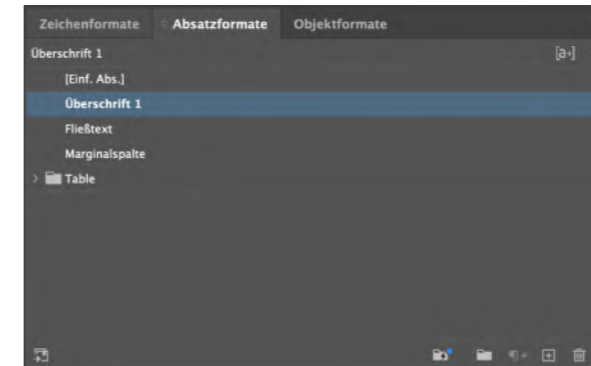 Zeichenformate Absatzformate Objektformate
Überschrift 1 [a+]
[Einf. Abs.]
Überschrift 1
Fließtext
Marginalspalte
Table